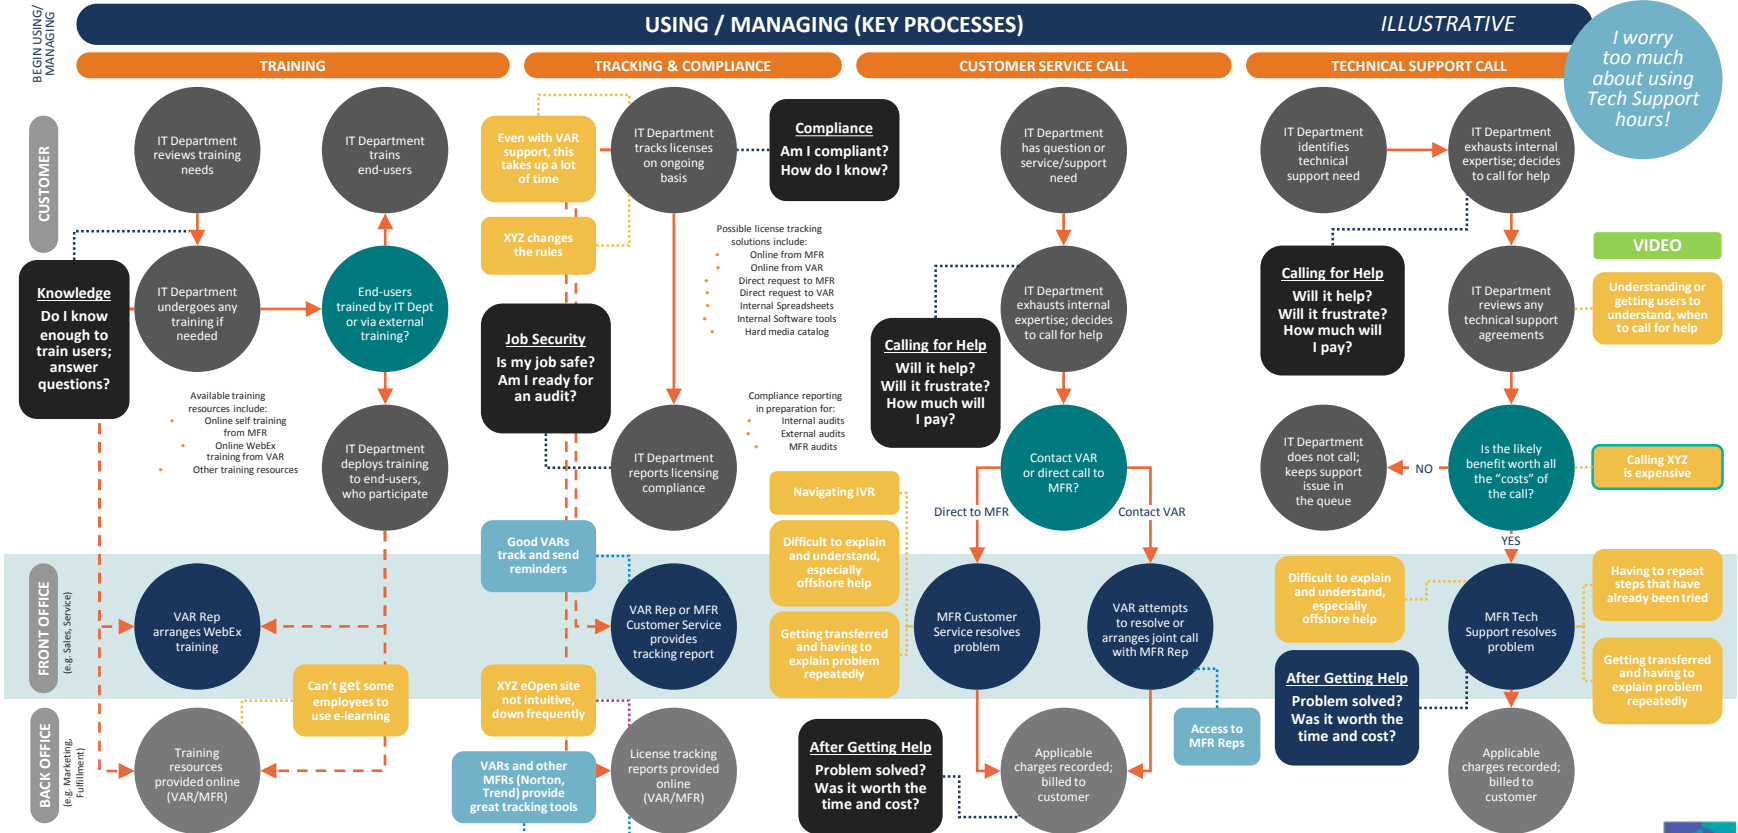 BEGIN USING/
MANAGING
USING / MANAGING (KEY PROCESSES)
ILLUSTRATIVE
I worry
too much
about using
Tech Support
hours!
TRAINING
TRACKING & COMPLIANCE
CUSTOMER SERVICE CALL
TECHNICAL SUPPORT CALL
CUSTOMER
IT Department
reviews training
needs
IT Department
trains
end-users
Knowledge
Do I know
enough to
train users;
answer
questions?
IT Department
undergoes any
training if
needed
End-users
trained by IT Dept
or via external
training?
Available training
resources include:
• Online self training
from MFR
• Online WebEx
training from VAR
• Other training resources
IT Department
deploys training
to end-users,
who participate
Even with VAR
support, this
takes up a lot
of time
XYZ changes
the rules
IT Department
tracks licenses
on ongoing
basis
Compliance
Am I compliant?
How do I know?
Possible license tracking
solutions include:
• Online from MFR
• Online from VAR
• Direct request to MFR
• Direct request to VAR
• Internal Spreadsheets
• Internal Software tools
• Hard media catalog
Job Security
Is my job safe?
Am I ready for
an audit?
Compliance reporting
in preparation for:
• Internal audits
• External audits
• MFR audits
IT Department
reports licensing
compliance
IT Department
has question or
service/support
need
IT Department
exhausts internal
expertise; decides
to call for help
Calling for Help
Will it help?
Will it frustrate?
How much will
I pay?
Contact VAR
or direct call to
MFR?
Direct to MFR
Contact VAR
IT Department
identifies
technical
support need
IT Department
exhausts internal
expertise; decides
to call for help
Calling for Help
Will it help?
Will it frustrate?
How much will
I pay?
IT Department
reviews any
technical support
agreements
VIDEO
Understanding or
getting users to
understand, when
to call for help
IT Department
does not call;
keeps support
issue in
the queue
NO
Is the likely
benefit worth all
the “costs” of
the call?
Calling XYZ
is expensive
YES
FRONT OFFICE
(e.g. Sales, Service)
VAR Rep
arranges WebEx
training
Can’t get some
employees to
use e-learning
Good VARs
track and send
reminders
VAR Rep or MFR
Customer Service
provides
tracking report
XYZ eOpen site
not intuitive,
down frequently
Navigating IVR
Difficult to explain
and understand,
especially
offshore help
Getting transferred
and having to
explain problem
repeatedly
MFR Customer
Service resolves
problem
VAR attempts
to resolve or
arranges joint call
with MFR Rep
Difficult to explain
and understand,
especially
offshore help
MFR Tech
Support resolves
problem
Having to repeat
steps that have
already been tried
Getting transferred
and having to
explain problem
repeatedly
After Getting Help
Problem solved?
Was it worth the
time and cost?
BACK OFFICE
(e.g. Marketing,
Fulfillment)
Training
resources
provided online
(VAR/MFR)
VARs and other
MFRs (Norton,
Trend) provide
great tracking tools
License tracking
reports provided
online
(VAR/MFR)
After Getting Help
Problem solved?
Was it worth the
time and cost?
Applicable
charges recorded;
billed to
customer
Access to
MFR Reps
Applicable
charges recorded;
billed to
customer